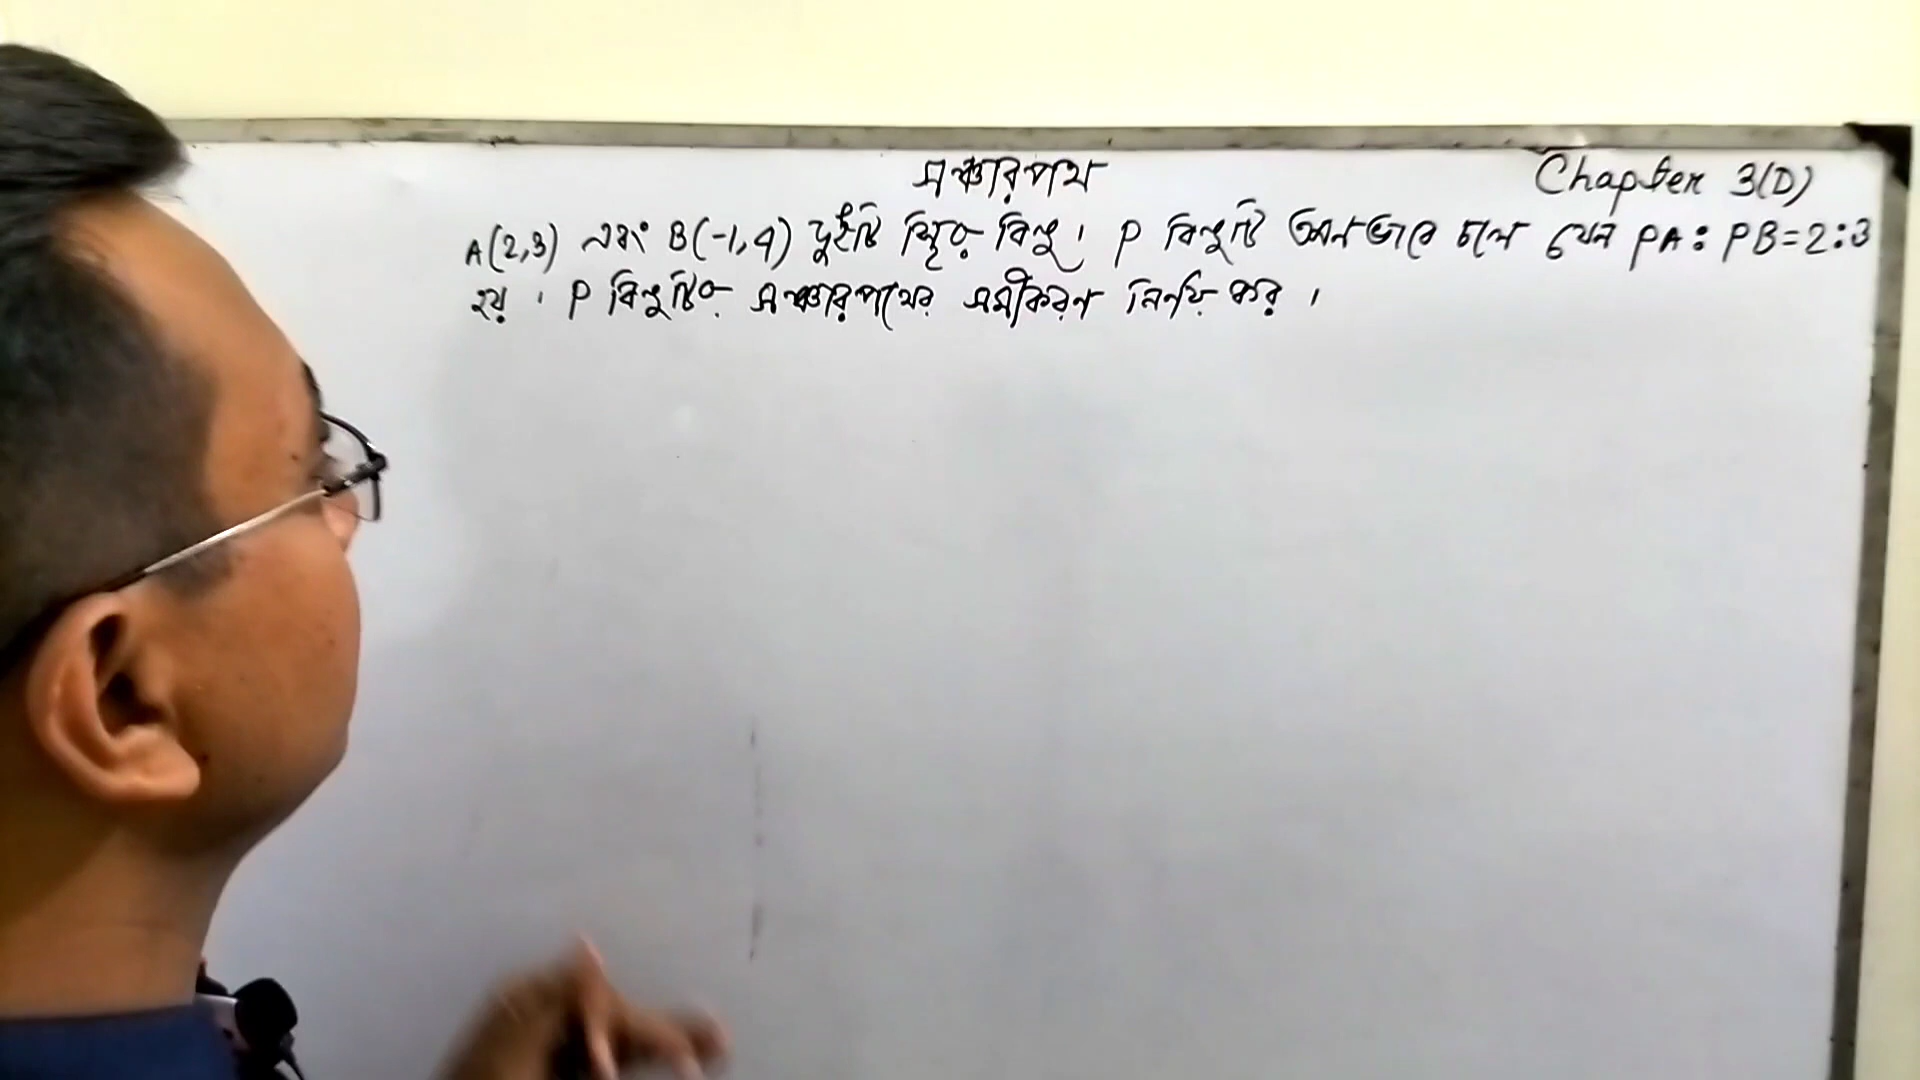 সঞ্চারপথ
Chapter 3(D)
A(2,3) এবং B(-1,4) দুইটি স্থির বিন্দু। P বিন্দুটি এমনভাবে চলে যেন PA:PB=2:3
হয়। P বিন্দুটির সঞ্চারপথের সমীকরণ নির্ণয় কর।